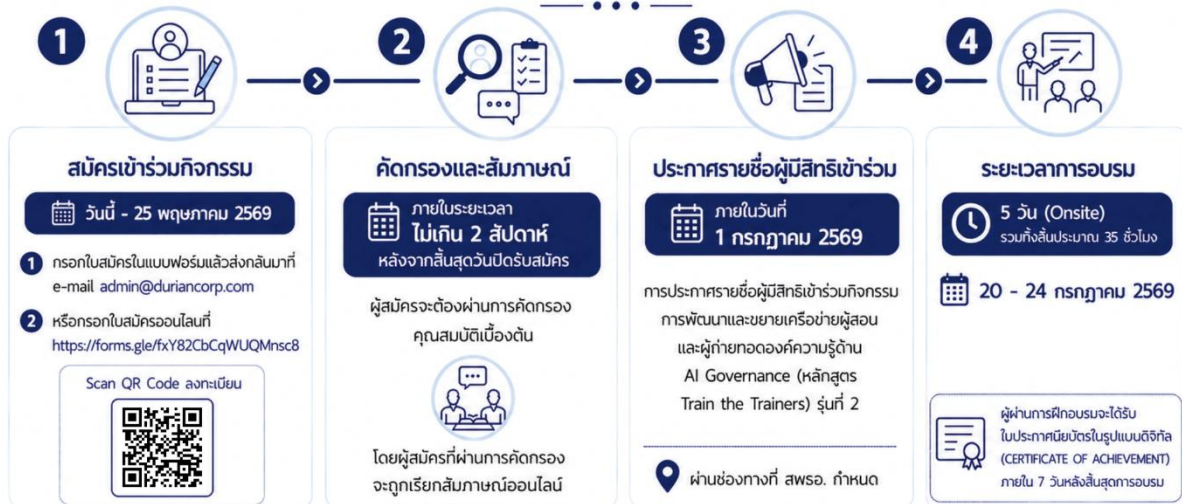 1
สมัครเข้าร่วมกิจกรรม
วันนี้ - 25 พฤษภาคม 2569
1 กรอกใบสมัครในแบบฟอร์มแล้วส่งกลับมาที่
e-mail admin@duriancorp.com
2 หรือกรอกใบสมัครออนไลน์ที่
https://forms.gle/fxY82CbCqWUQMnsc8
Scan QR Code ลงทะเบียน
2
คัดกรองและสัมภาษณ์
ภายในระยะเวลา
ไม่เกิน 2 สัปดาห์
หลังจากสิ้นสุดวันปิดรับสมัคร
ผู้สมัครจะต้องผ่านการคัดกรอง
คุณสมบัติเบื้องต้น
โดยผู้สมัครที่ผ่านการคัดกรอง
จะถูกเรียกสัมภาษณ์ออนไลน์
3
ประกาศรายชื่อผู้มีสิทธิเข้าร่วม
ภายในวันที่
1 กรกฎาคม 2569
การประกาศรายชื่อผู้มีสิทธิเข้าร่วมกิจกรรม
การพัฒนาและขยายเครือข่ายผู้สอน
และผู้ถ่ายทอดองค์ความรู้ด้าน
AI Governance (หลักสูตร
Train the Trainers) รุ่นที่ 2
ผ่านช่องทางที่ สพธอ. กำหนด
4
ระยะเวลาการอบรม
5 วัน (Onsite)
รวมทั้งสิ้นประมาณ 35 ชั่วโมง
20 - 24 กรกฎาคม 2569
ผู้ผ่านการฝึกอบรมจะได้รับ
ใบประกาศนียบัตรในรูปแบบดิจิทัล
(CERTIFICATE OF ACHIEVEMENT)
ภายใน 7 วันหลังสิ้นสุดการอบรม